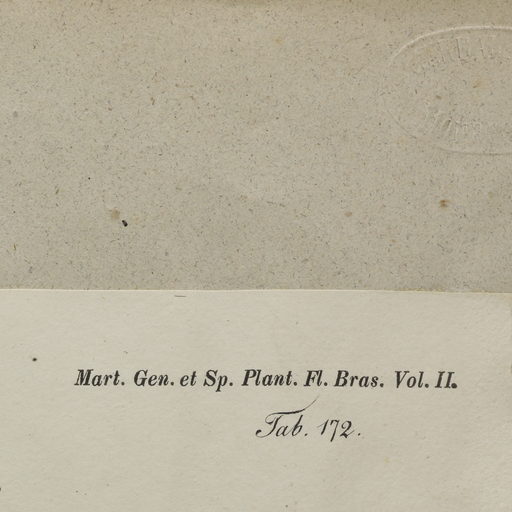 Mart. Gen. et Sp. Plant. Fl. Bras. Vol. II.
Tab. 172.